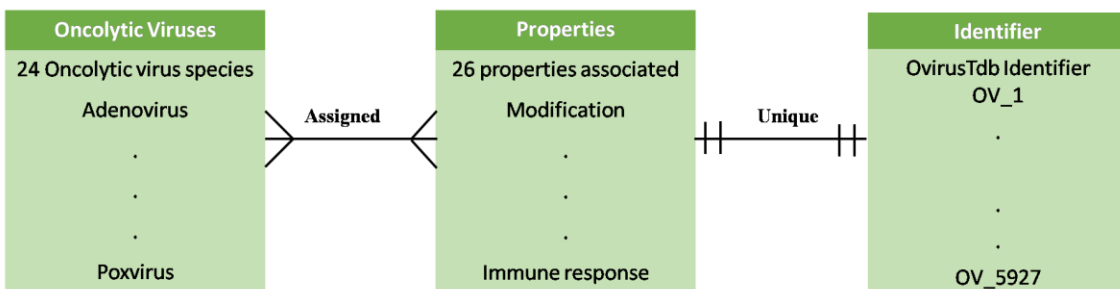 Oncolytic Viruses
24 Oncolytic virus species
Adenovirus
.
.
.
Poxvirus
Assigned
Properties
26 properties associated
Modification
.
.
.
Immune response
Unique
Identifier
OvirusTdb Identifier
OV_1
.
.
.
OV_5927